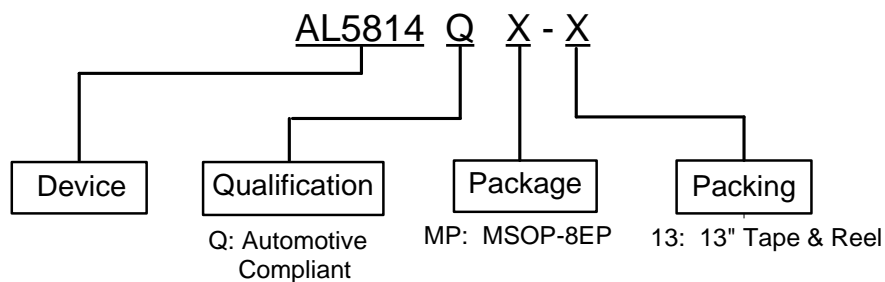 AL5814 Q X - X
Device
Qualification
Package
Packing
Q: Automotive
Compliant
MP: MSOP-8EP
13: 13" Tape & Reel